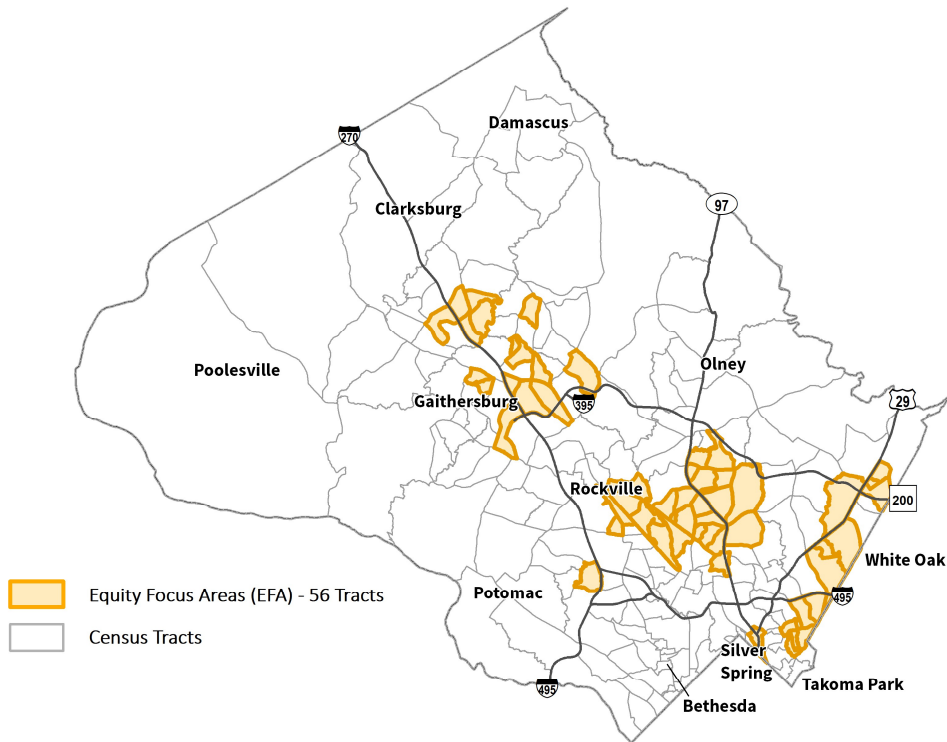 Damascus
270
Clarksburg
97
Poolesville
Olney
Gaithersburg
395
29
Rockville
200
White Oak
Equity Focus Areas (EFA) - 56 Tracts
Potomac
495
Census Tracts
Silver
Spring
495
Takoma Park
Bethesda